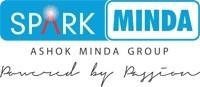 SPARK MINDA
ASHOK MINDA GROUP
Powered by Passion